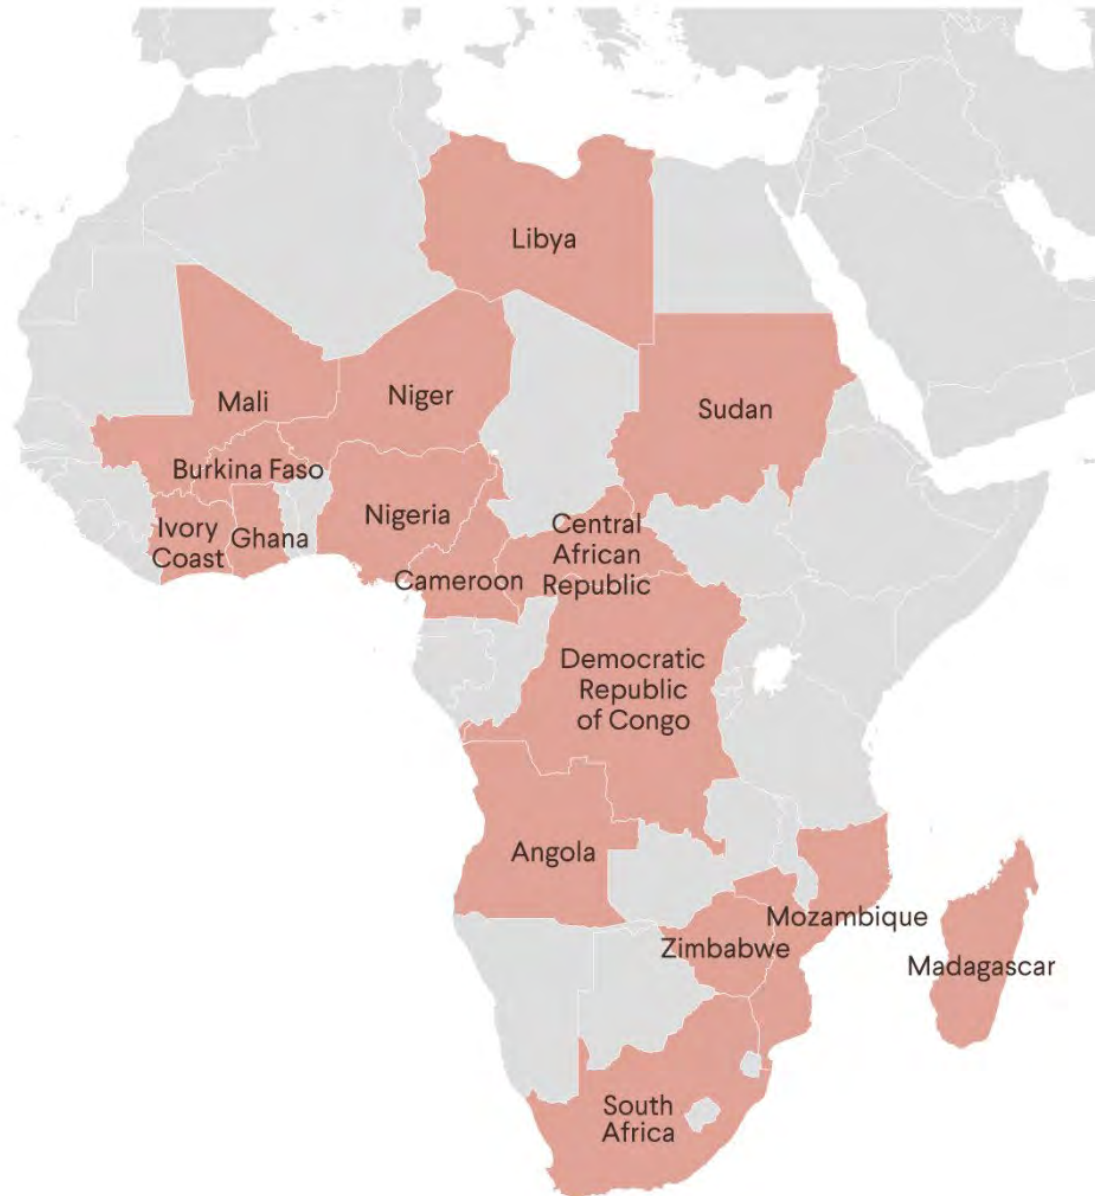 Libya
Mali
Niger
Sudan
Burkina Faso
Nigeria
Ivory
Coast
Ghana
Central
African
Republic
Cameroon
Democratic
Republic
of Congo
Angola
Mozambique
Zimbabwe
Madagascar
South
Africa